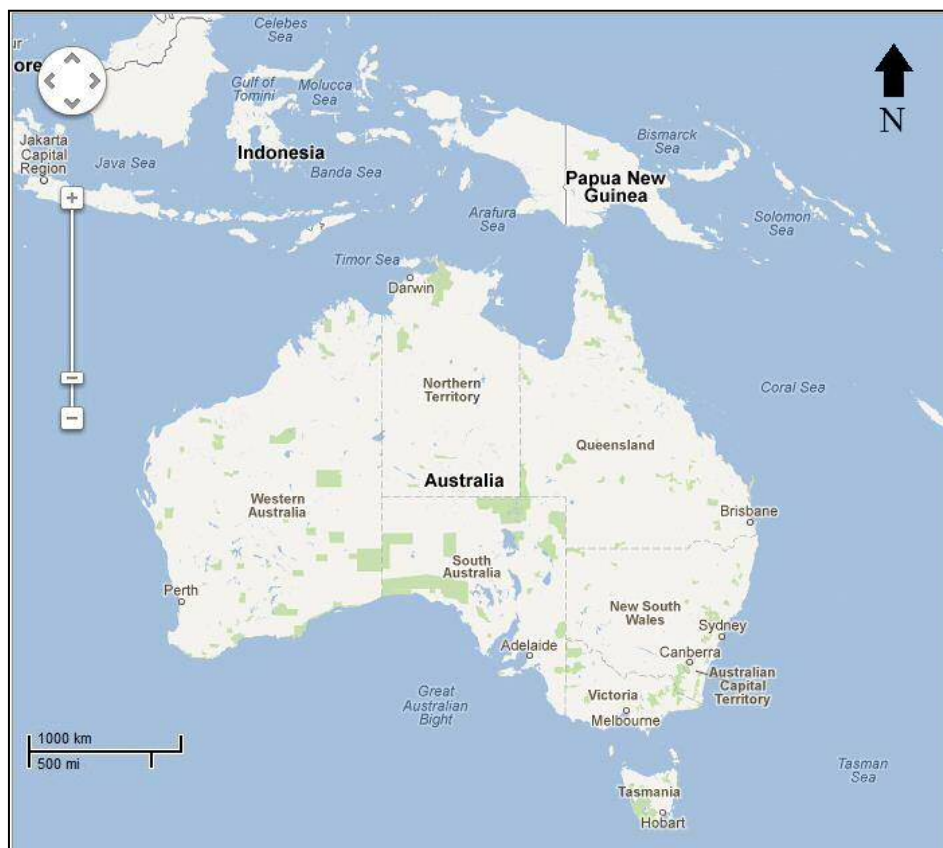 Celebes
Sea
ur
ore
Gulf of
Tomini
Molucca
Sea
N
Jakarta
Capital
Region
Java Sea
Indonesia
Banda Sea
Bismarck
Sea
Papua New
Guinea
Arafura
Sea
Solomon
Sea
Timor Sea
Darwin
Northern
Territory
Coral Sea
Queensland
Australia
Western
Australia
Brisbane
South
Australia
Perth
New South
Wales
Sydney
Adelaide
Canberra
Australian
Capital
Territory
Great
Australian
Bight
Victoria
Melbourne
1000 km
500 mi
Tasman
Sea
Tasmania
Hobart